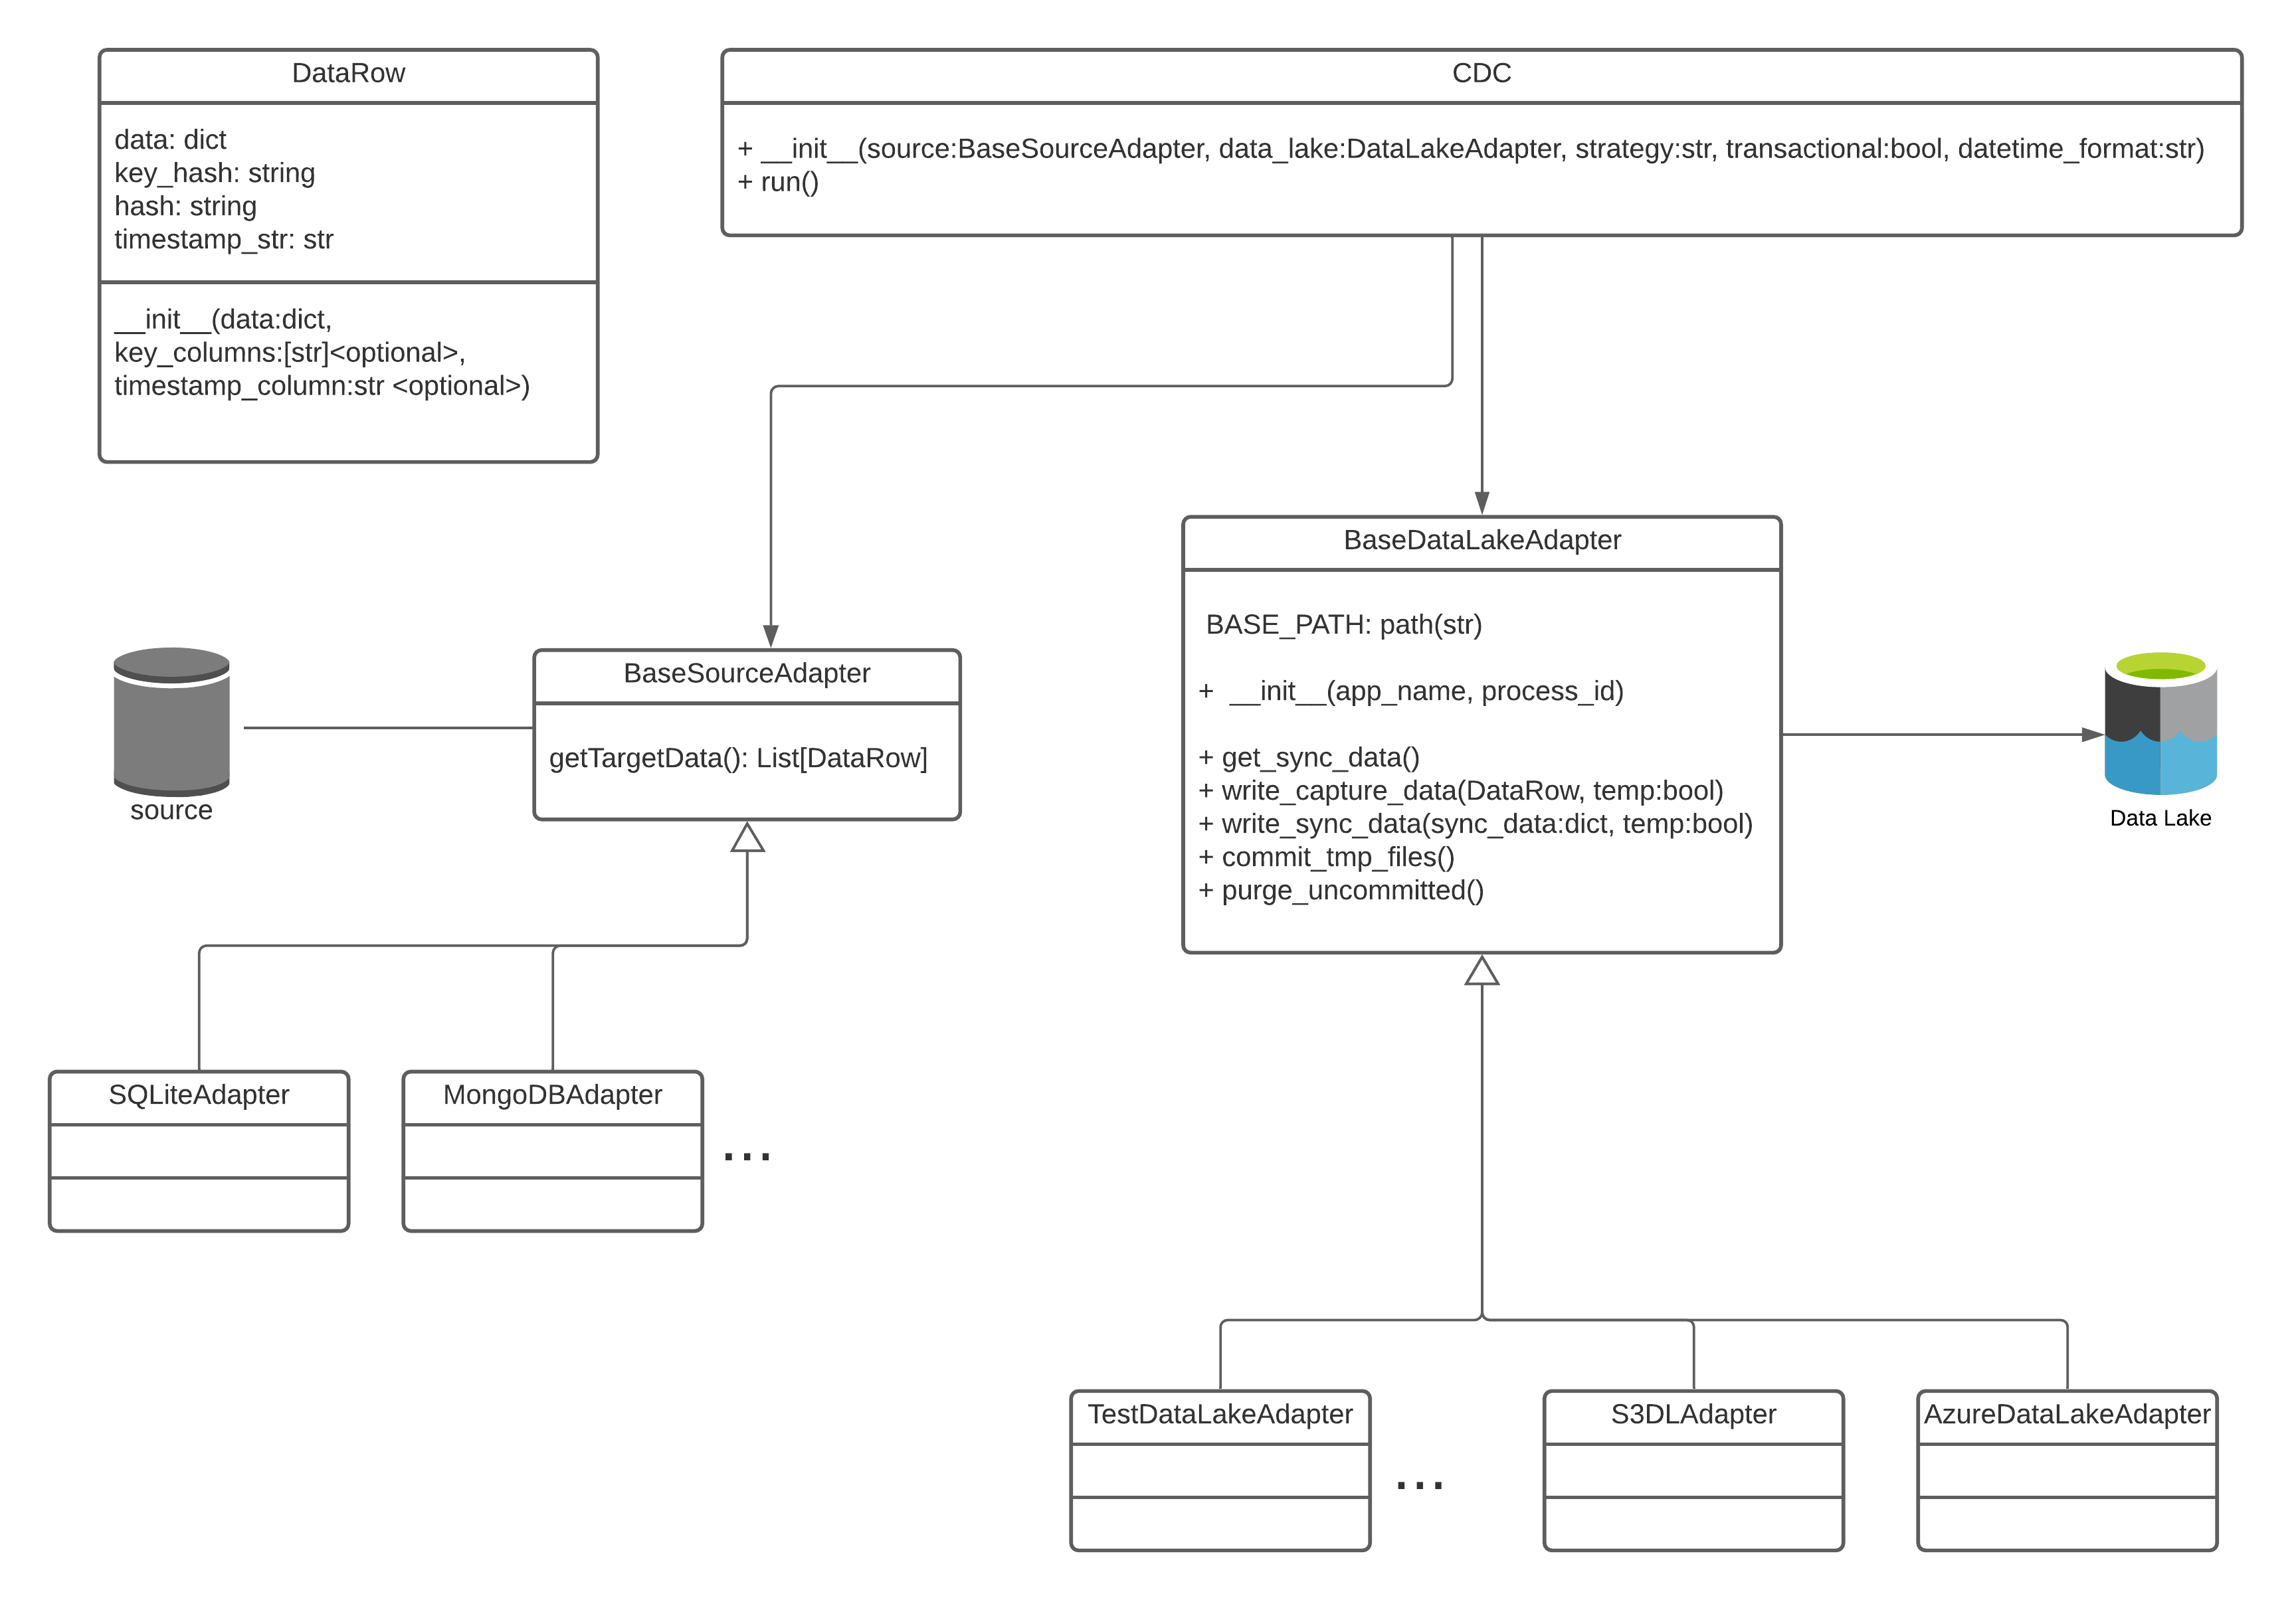 DataRow
data: dict
key_hash: string
hash: string
timestamp_str: str
__init__(data:dict,
key_columns:[str]<optional>,
timestamp_column:str <optional>)
CDC
+ __init__(source:BaseSourceAdapter, data_lake:DataLakeAdapter, strategy:str, transactional:bool, datetime_format:str)
+ run()
BaseDataLakeAdapter
BASE_PATH: path(str)
+ __init__(app_name, process_id)
+ get_sync_data()
+ write_capture_data(DataRow, temp:bool)
+ write_sync_data(sync_data:dict, temp:bool)
+ commit_tmp_files()
+ purge_uncommitted()
source
BaseSourceAdapter
getTargetData(): List[DataRow]
Data Lake
SQLiteAdapter
MongoDBAdapter
...
TestDataLakeAdapter
...
S3DLAdapter
AzureDataLakeAdapter